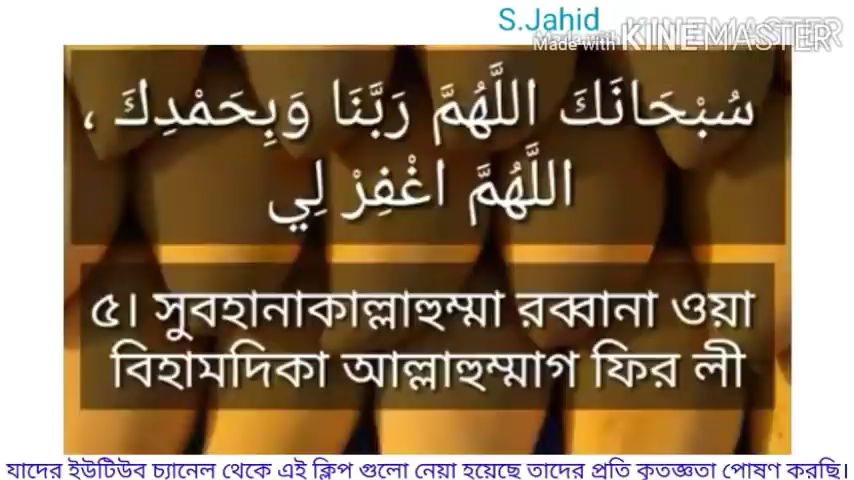 S.Jahid
Made with KINEMASTER
سُبْحَانَكَ اللَّهُمَّ رَبَّنَا وَبِحَمْدِكَ ،
اللَّهُمَّ اغْفِرْ لِي
৫। সুবহানাকাল্লাহুম্মা রব্বানা ওয়া
বিহামদিকা আল্লাহুম্মাগ ফির লী
যাদের ইউটিউব চ্যানেল থেকে এই ক্লিপ গুলো নেয়া হয়েছে তাদের প্রতি কৃতজ্ঞতা পোষণ করছি।